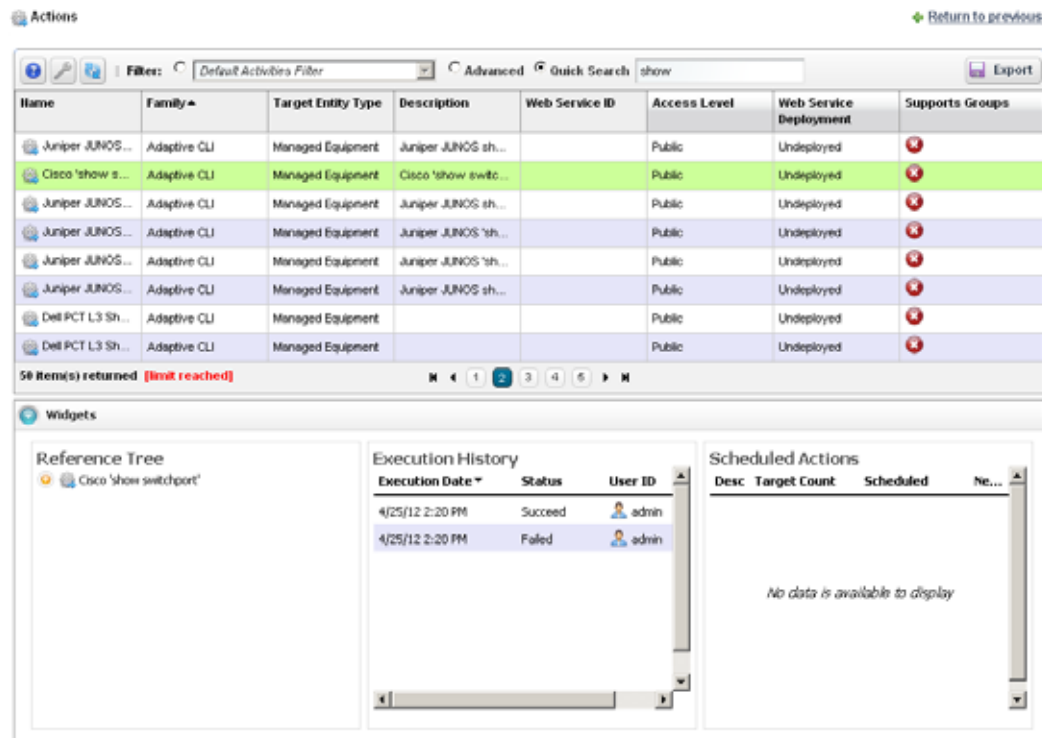 Actions
Return to previous
Filter: Default Activities Filter Advanced Quick Search show Export
Name Family Target Entity Type Description Web Service ID Access Level Web Service Deployment Supports Groups
Juniper JUNOS... Adaptive CLI Managed Equipment Juniper JUNOS sh... Public Undeployed
Cisco 'show s... Adaptive CLI Managed Equipment Cisco 'show switc... Public Undeployed
Juniper JUNOS... Adaptive CLI Managed Equipment Juniper JUNOS sh... Public Undeployed
Juniper JUNOS... Adaptive CLI Managed Equipment Juniper JUNOS 'sh... Public Undeployed
Juniper JUNOS... Adaptive CLI Managed Equipment Juniper JUNOS 'sh... Public Undeployed
Juniper JUNOS... Adaptive CLI Managed Equipment Juniper JUNOS sh... Public Undeployed
Dell PCT L3 Sh... Adaptive CLI Managed Equipment Public Undeployed
Dell PCT L3 Sh... Adaptive CLI Managed Equipment Public Undeployed
50 item(s) returned [limit reached] 1 2 3 4 5
Widgets
Reference Tree
Cisco 'show switchport'
Execution History
Execution Date Status User ID
4/25/12 2:20 PM Succeed admin
4/25/12 2:20 PM Failed admin
Scheduled Actions
Desc Target Count Scheduled Ne...
No data is available to display